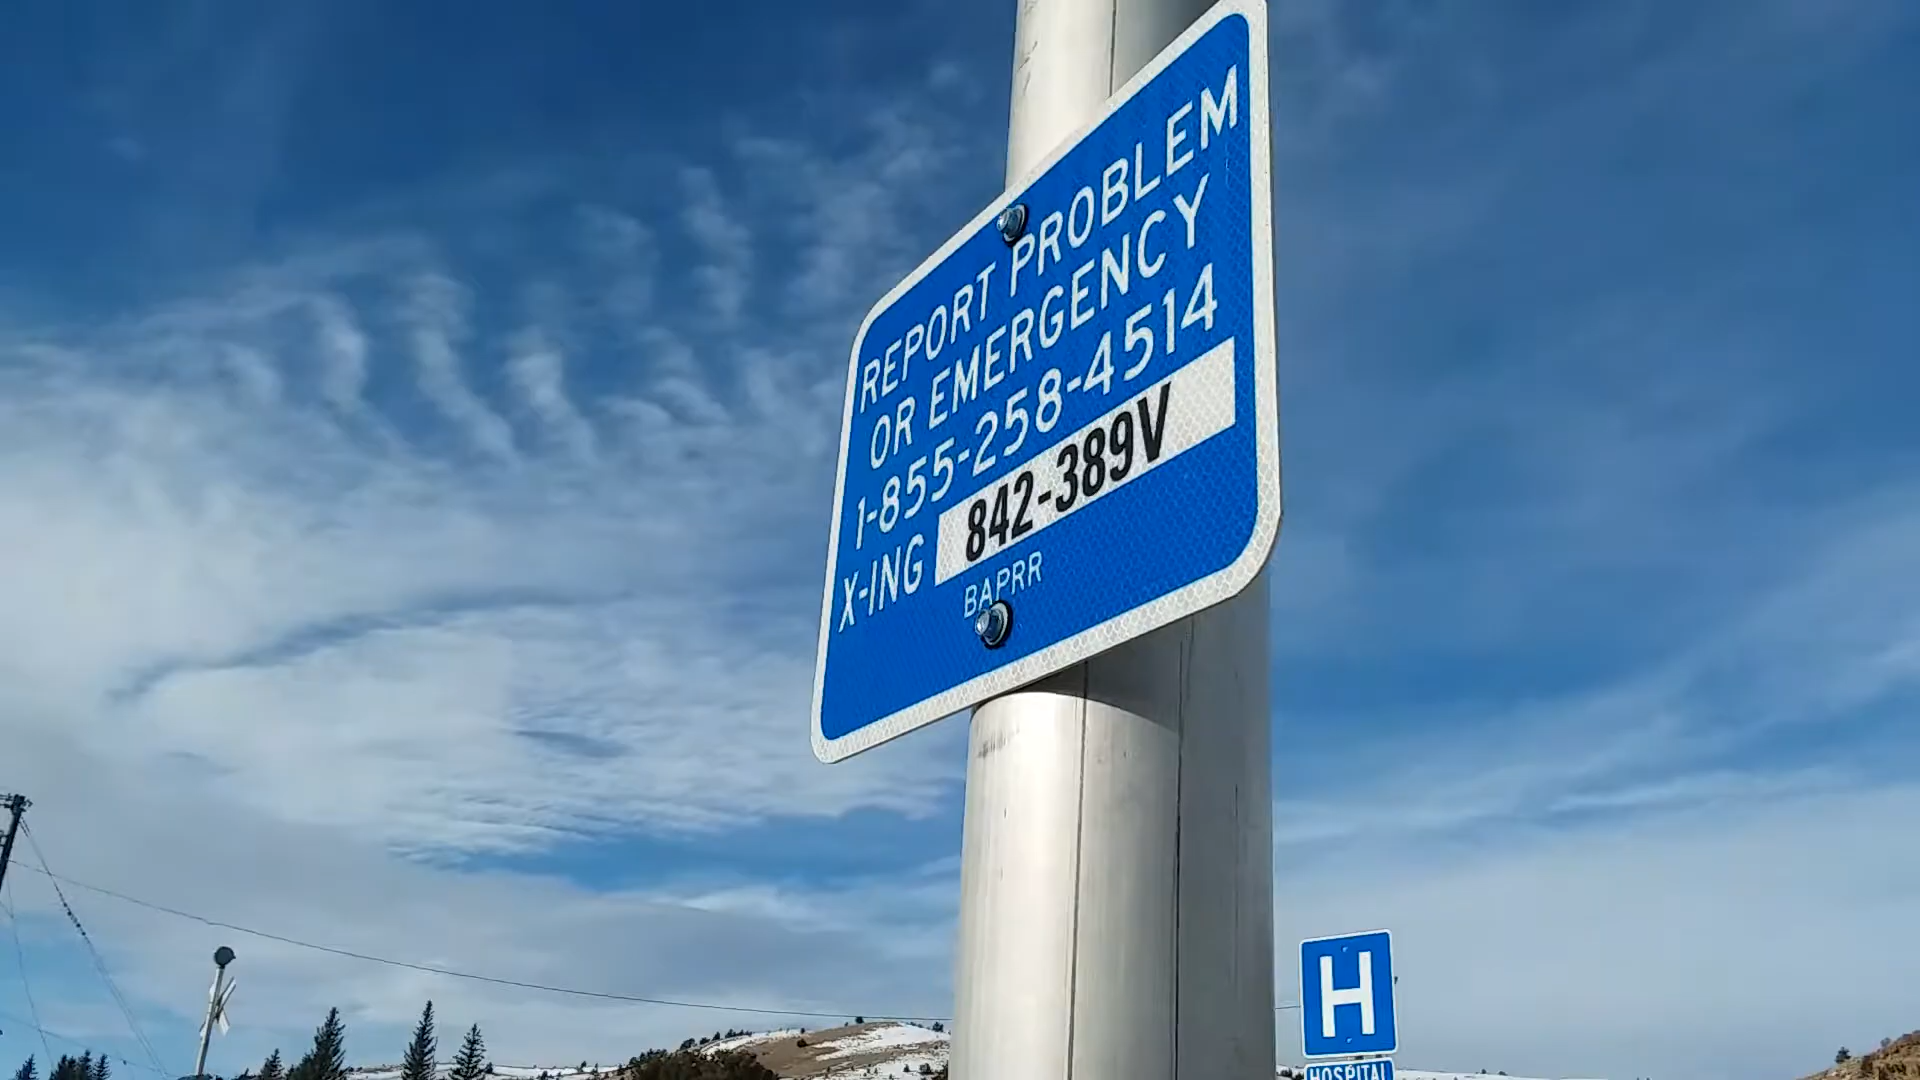 REPORT PROBLEM
OR EMERGENCY
1-855-258-4514
X-ING 842-389V
BAPRR
H
HOSPITAL